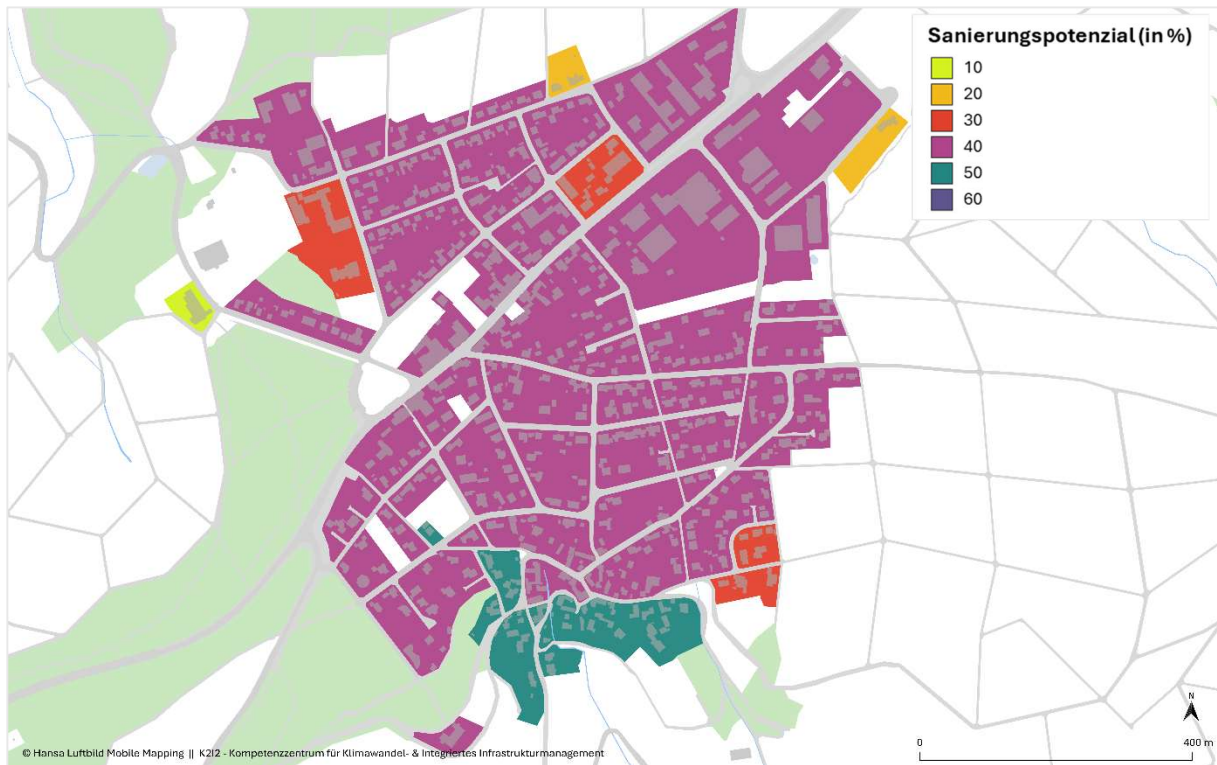 Sanierungspotenzial (in %)
10
20
30
40
50
60
© Hansa Luftbild Mobile Mapping || K2I2 - Kompetenzzentrum für Klimawandel- & Integriertes Infrastrukturmanagement
N
0 400 m